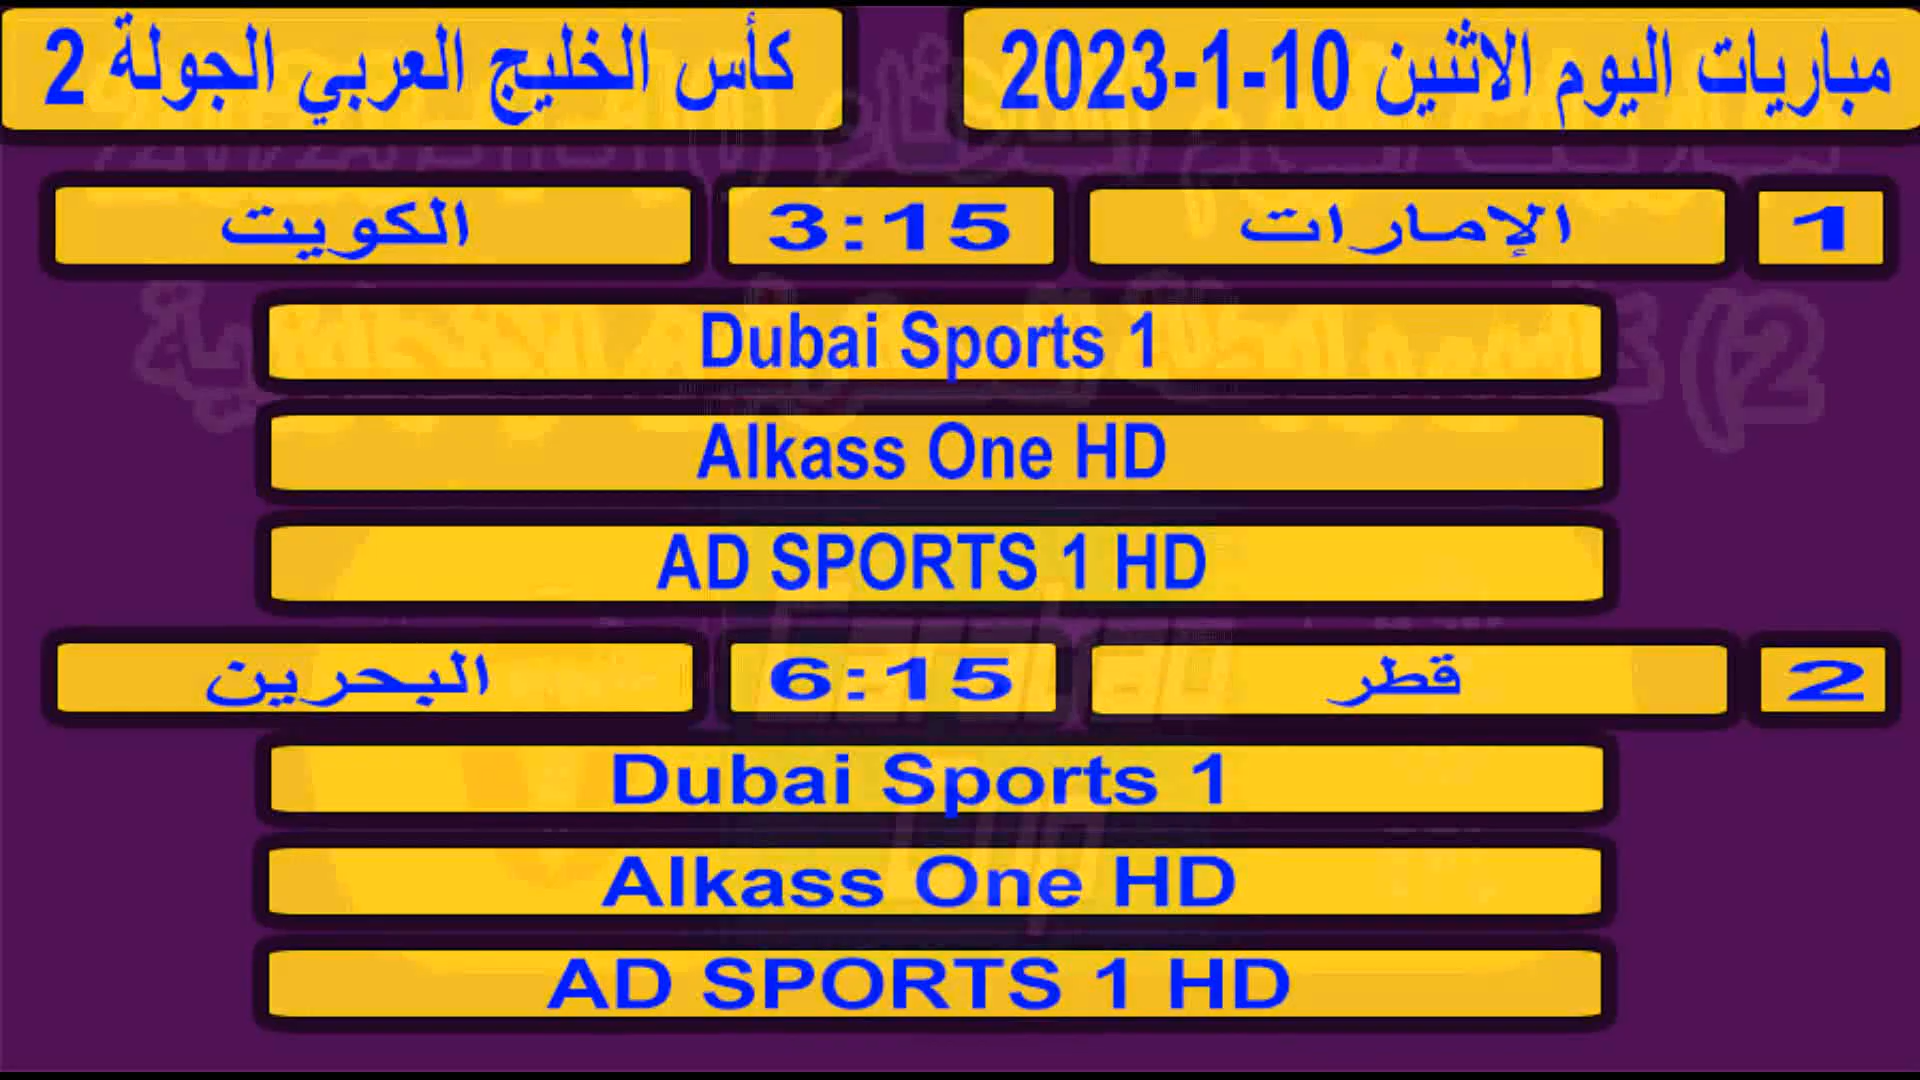 مباريات اليوم الاثنين 10-1-2023
كأس الخليج العربي الجولة 2
1 الإمارات 3:15 الكويت
Dubai Sports 1
Alkass One HD
AD SPORTS 1 HD
2 قطر 6:15 البحرين
Dubai Sports 1
Alkass One HD
AD SPORTS 1 HD
Carabao
Cup